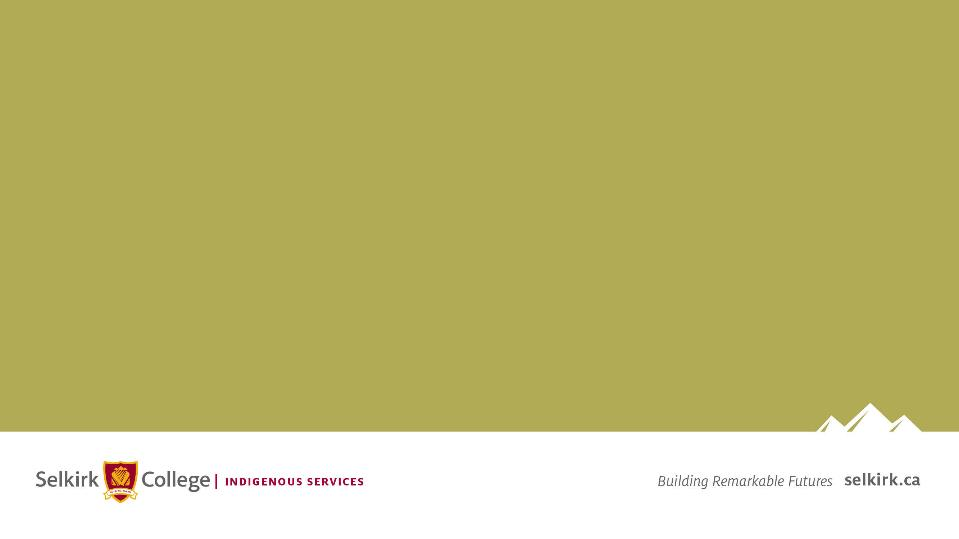 Selkirk College | INDIGENOUS SERVICES
Building Remarkable Futures selkirk.ca